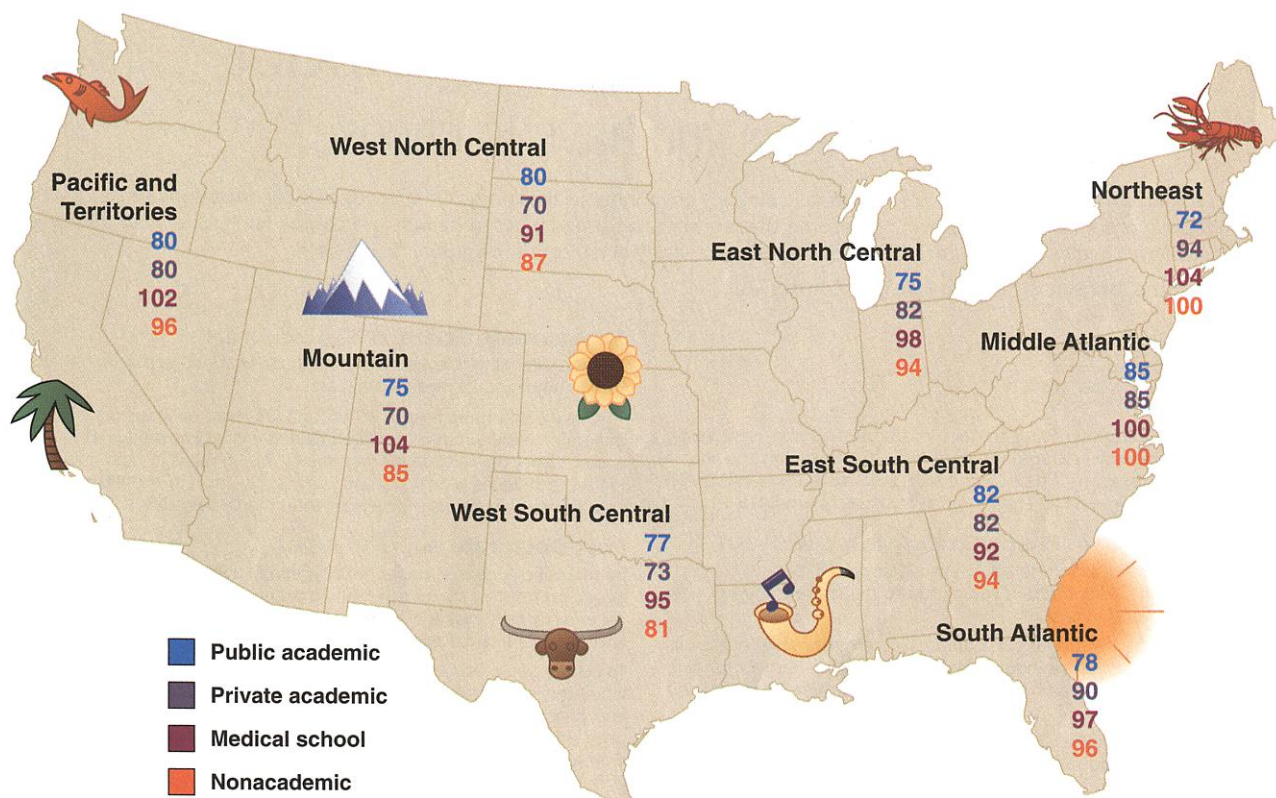 West North Central
80
70
91
87
Pacific and
Territories
80
80
102
96
Northeast
72
94
104
100
East North Central
75
82
98
94
Middle Atlantic
85
85
100
100
Mountain
75
70
104
85
East South Central
82
82
92
94
West South Central
77
73
95
81
South Atlantic
78
90
97
96
Public academic
Private academic
Medical school
Nonacademic